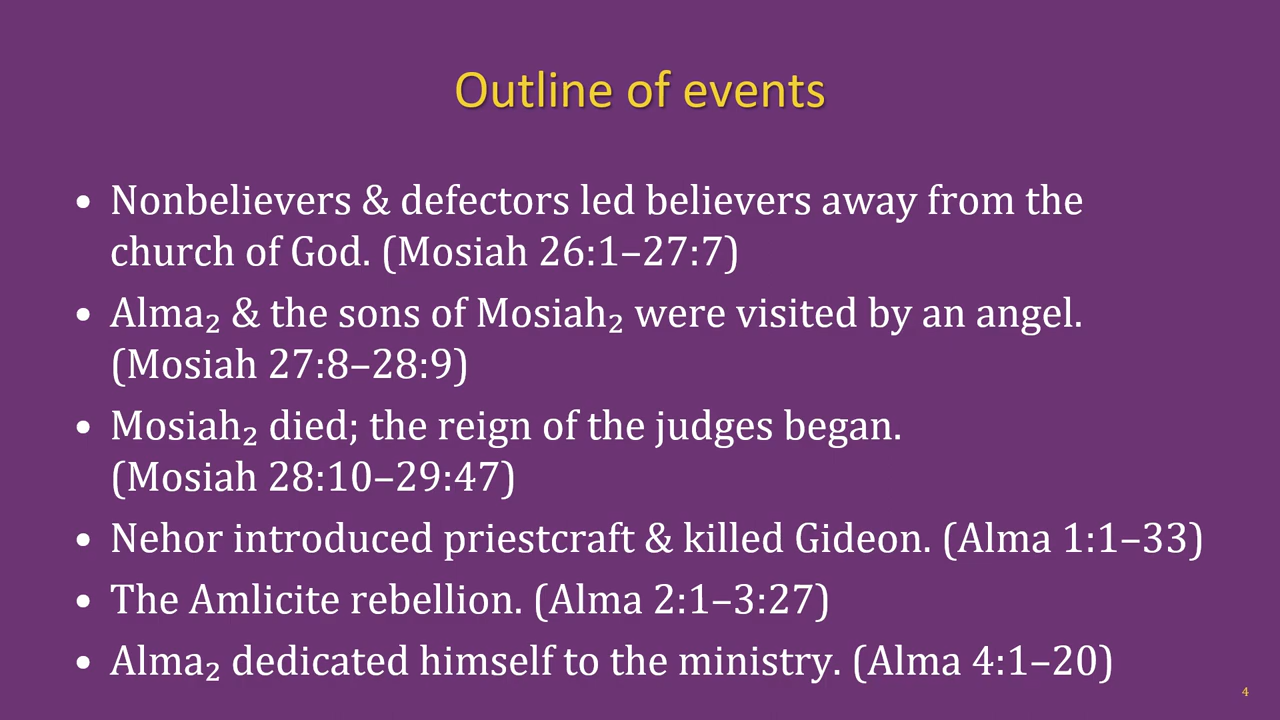 Outline of events
• Nonbelievers & defectors led believers away from the
church of God. (Mosiah 26:1–27:7)
• Alma₂ & the sons of Mosiah₂ were visited by an angel.
(Mosiah 27:8–28:9)
• Mosiah₂ died; the reign of the judges began.
(Mosiah 28:10–29:47)
• Nehor introduced priestcraft & killed Gideon. (Alma 1:1–33)
• The Amlicite rebellion. (Alma 2:1–3:27)
• Alma₂ dedicated himself to the ministry. (Alma 4:1–20)
4